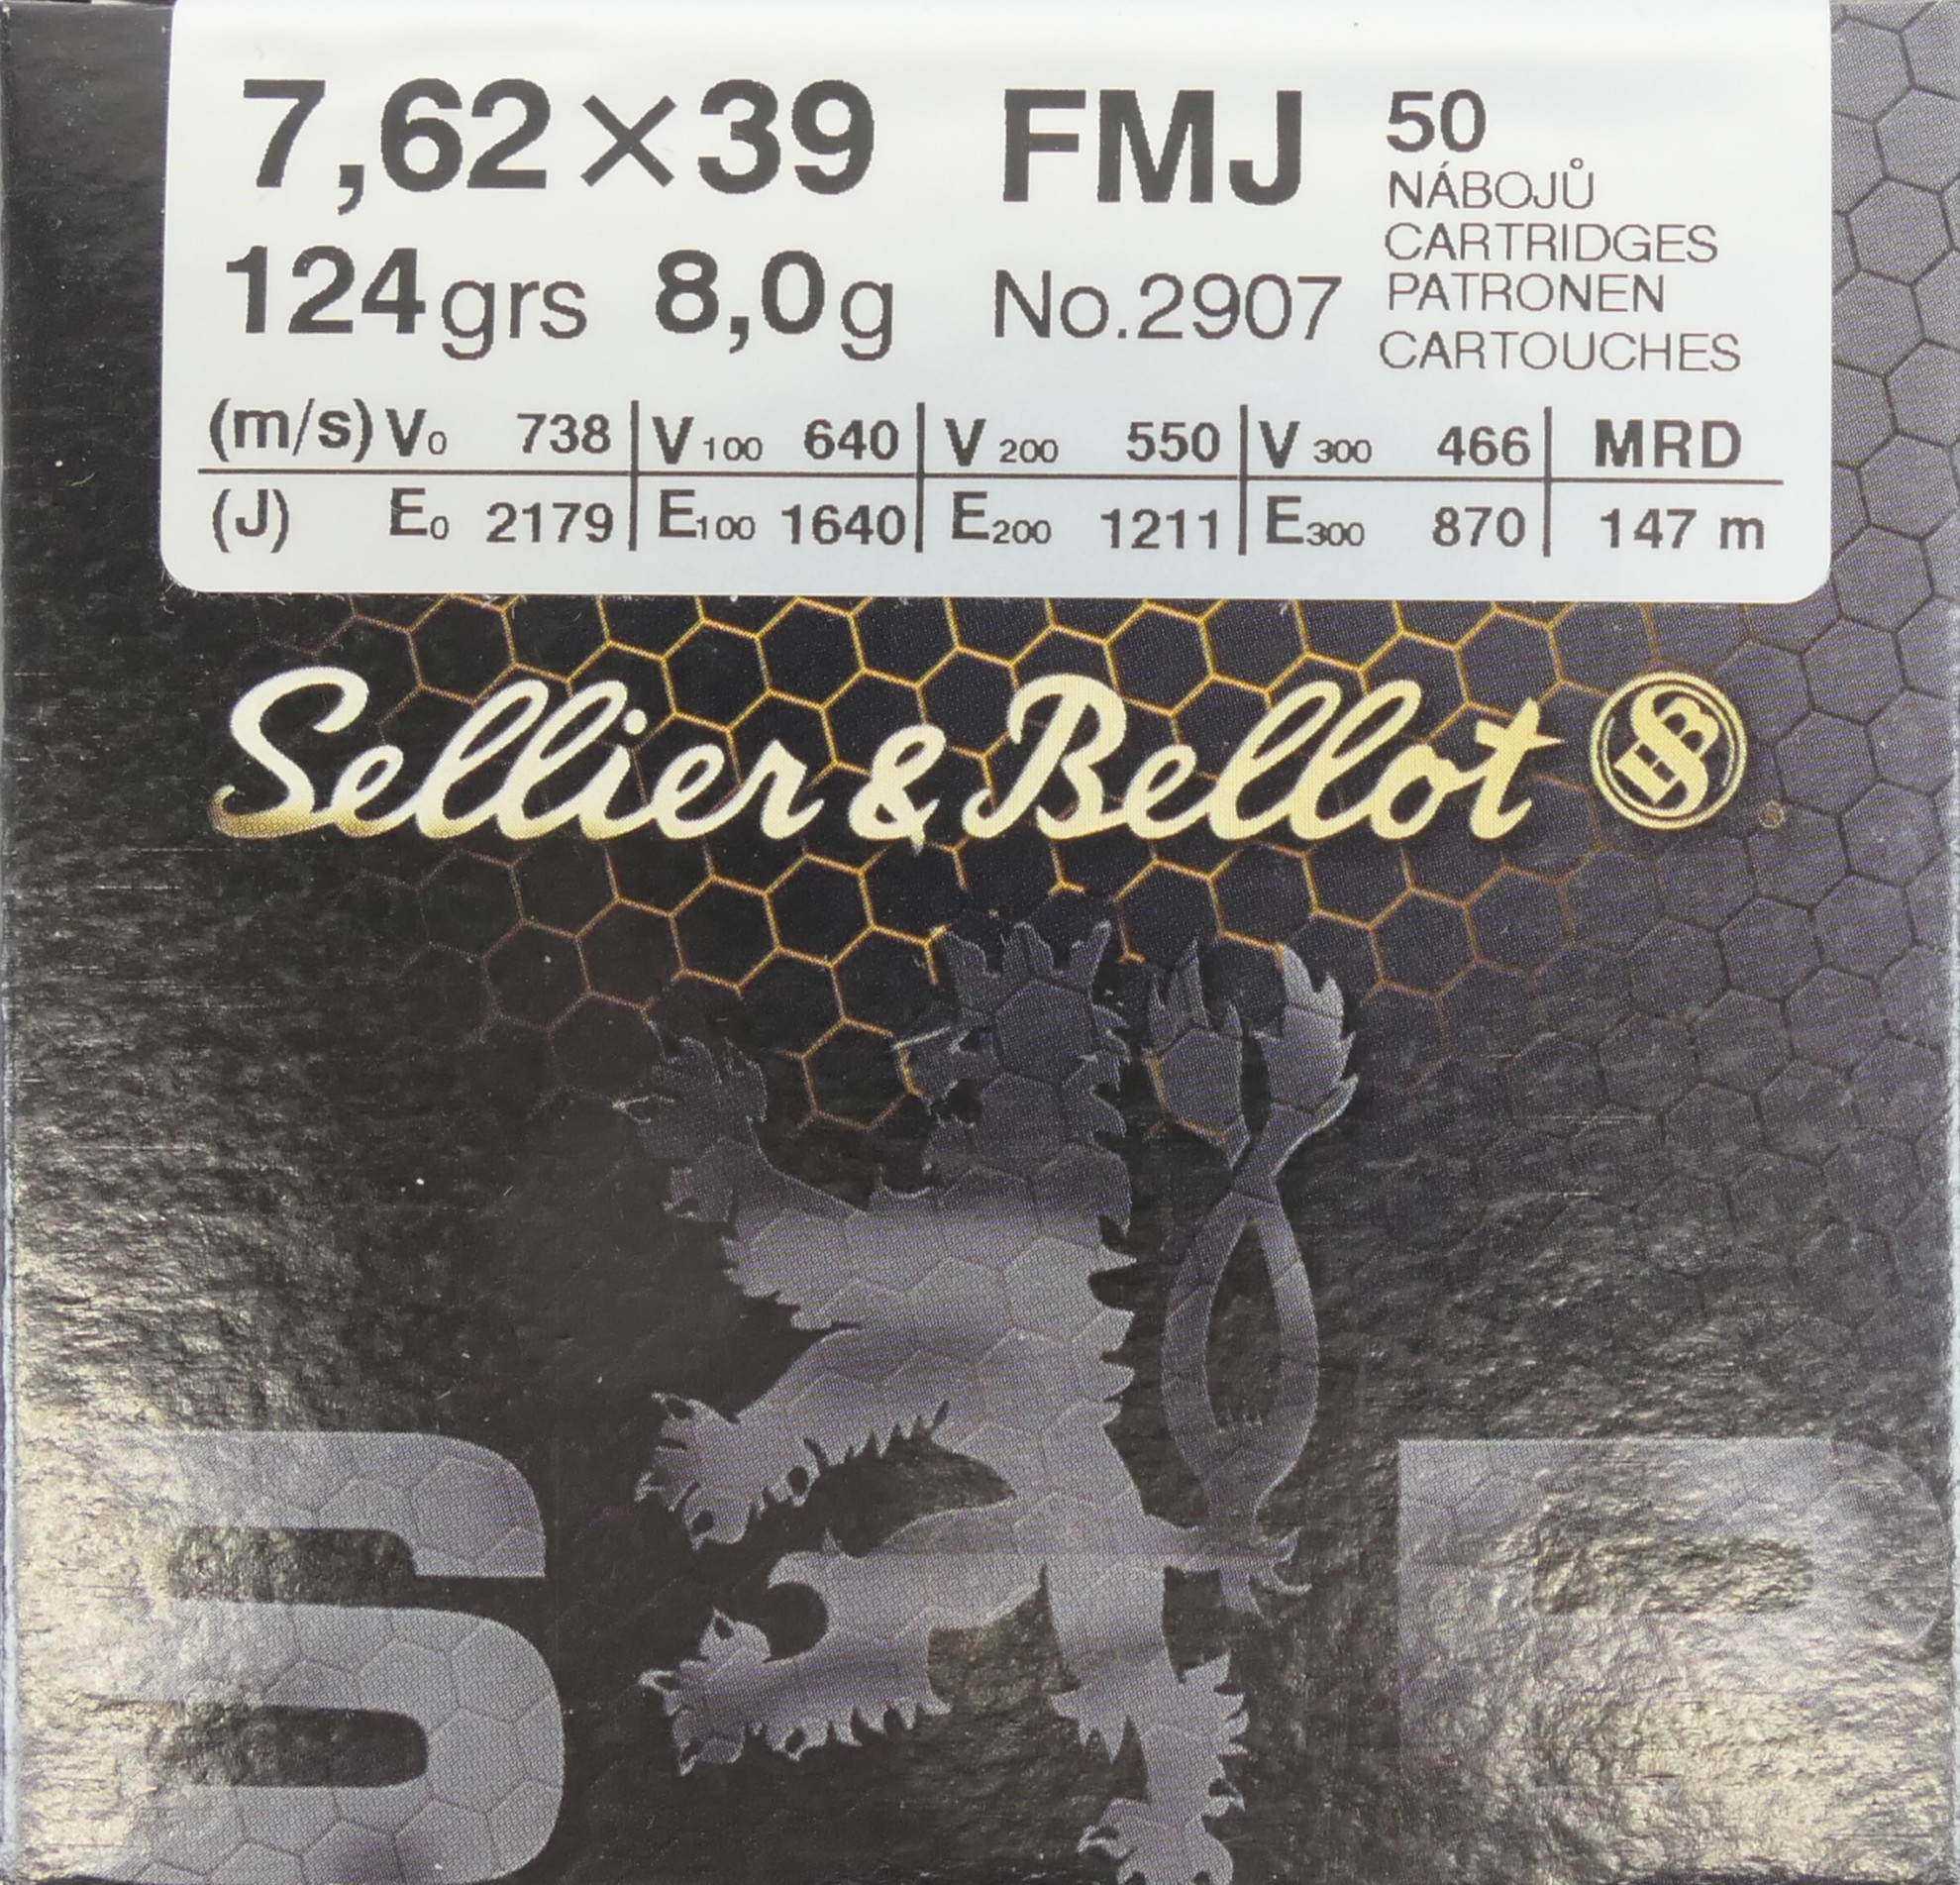 7,62×39 FMJ 50
NÁBOJŮ
CARTRIDGES
124grs 8,0g No.2907 PATRONEN
CARTOUCHES
(m/s) V0 738 V100 640 V200 550 V300 466 MRD
(J) E0 2179 E100 1640 E200 1211 E300 870 147 m
Sellier & Bellot SB ®
S B